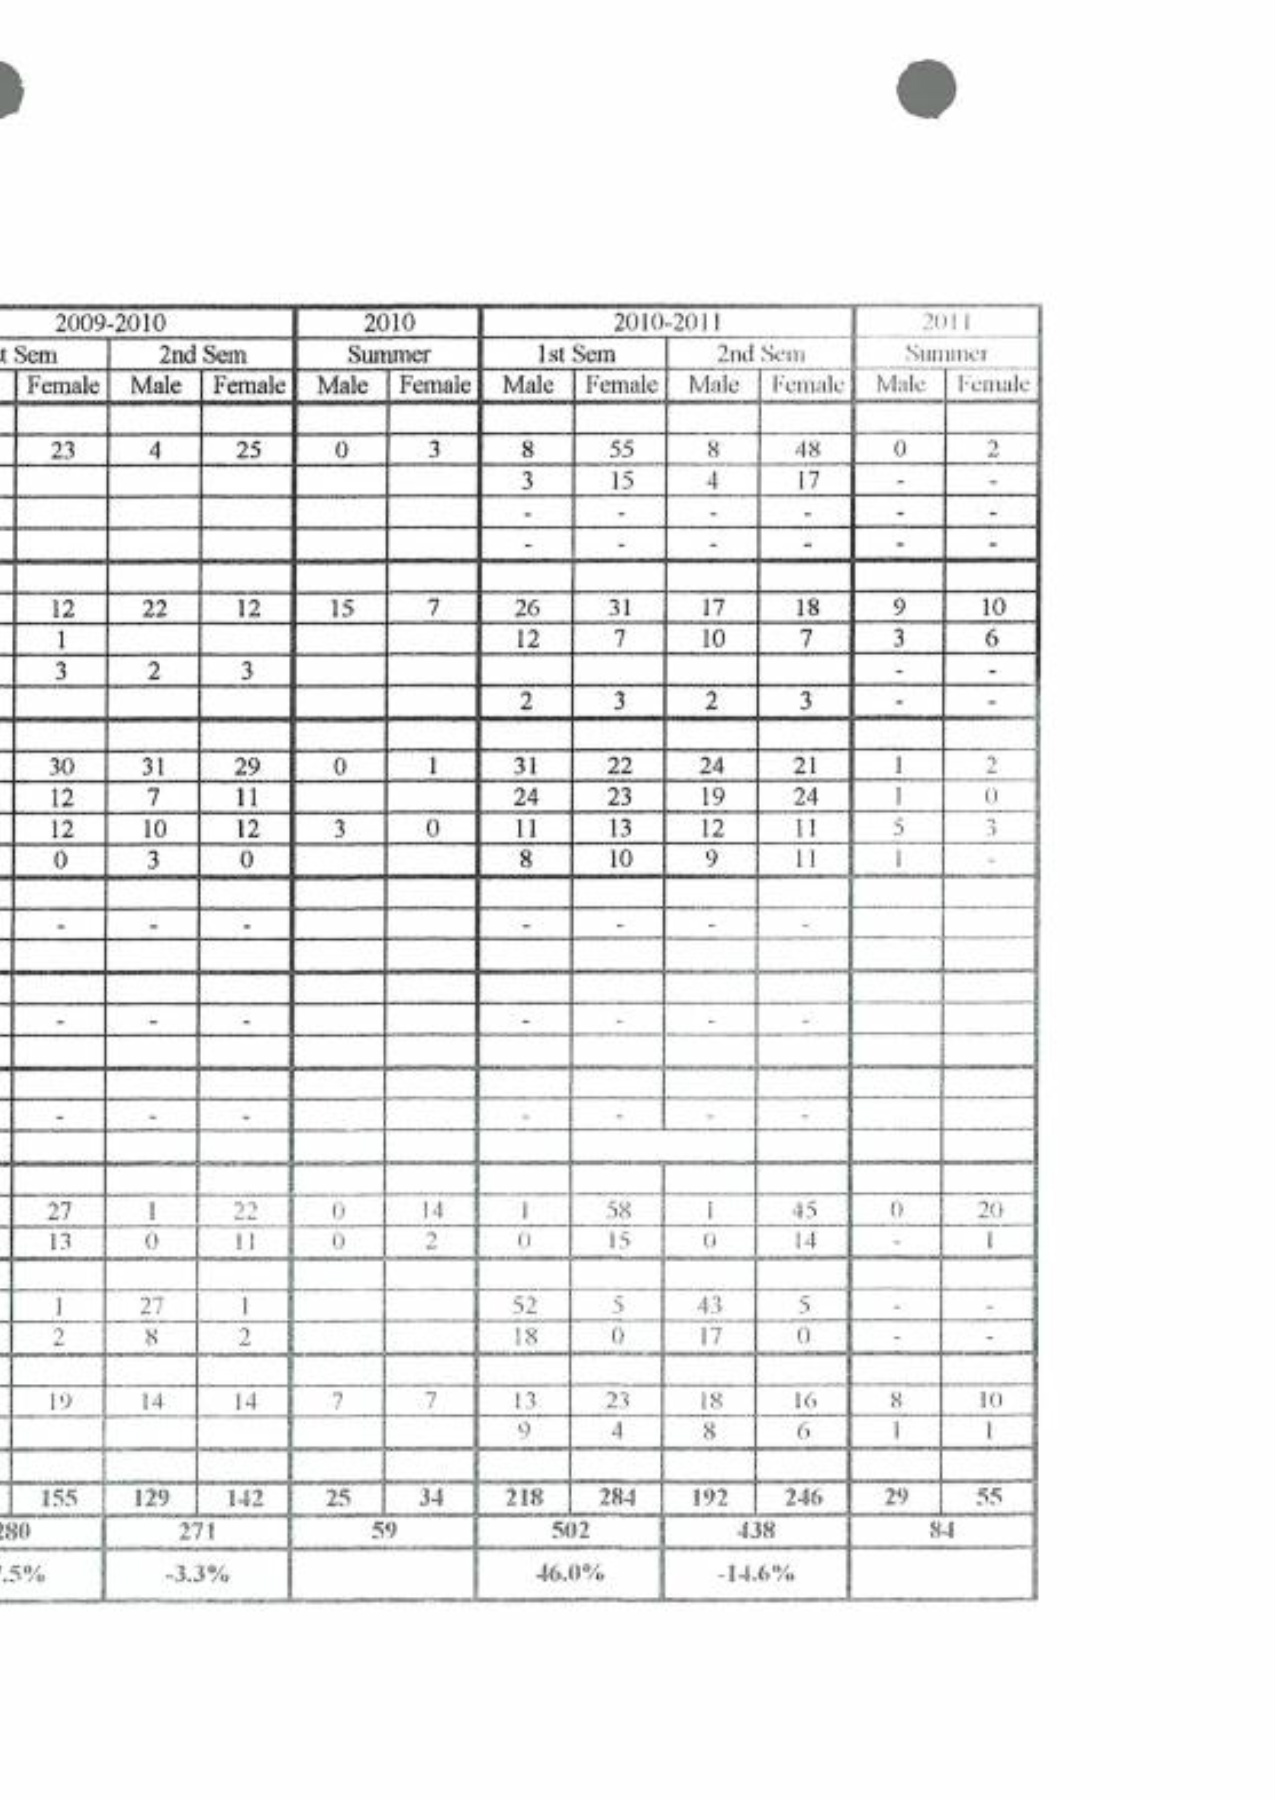 2009-2010 2010 2010-2011 2011
t Sem 2nd Sem Summer 1st Sem 2nd Sem Summer
Female Male Female Male Female Male Female Male Female Male Female
23 4 25 0 3 8 55 8 48 0 2
3 15 4 17 - -
- - - - - -
- - - - - -
12 22 12 15 7 26 31 17 18 9 10
1 12 7 10 7 3 6
3 2 3 - -
2 3 2 3 - -
30 31 29 0 1 31 22 24 21 1 2
12 7 11 24 23 19 24 1 0
12 10 12 3 0 11 13 12 11 5 3
0 3 0 8 10 9 11 1 -
- - - - - - -
- - - - - - -
- - - - - - -
27 1 22 0 14 1 58 1 45 0 20
13 0 11 0 2 0 15 0 14 - 1
1 27 1 52 5 43 5 - -
2 8 2 18 0 17 0 - -
19 14 14 7 7 13 23 18 16 8 10
9 4 8 6 1 1
155 129 142 25 34 218 284 192 246 29 55
280 271 59 502 438 84
.5% -3.3% 46.0% -14.6%